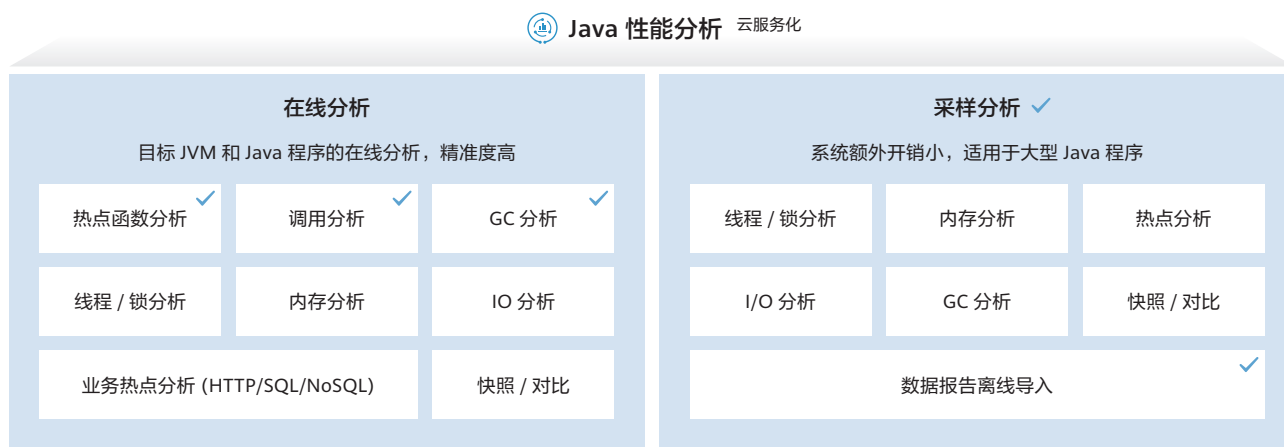 Java 性能分析 云服务化
在线分析
目标 JVM 和 Java 程序的在线分析，精准度高
热点函数分析
调用分析
GC 分析
线程 / 锁分析
内存分析
IO 分析
业务热点分析 (HTTP/SQL/NoSQL)
快照 / 对比
采样分析
系统额外开销小，适用于大型 Java 程序
线程 / 锁分析
内存分析
热点分析
I/O 分析
GC 分析
快照 / 对比
数据报告离线导入